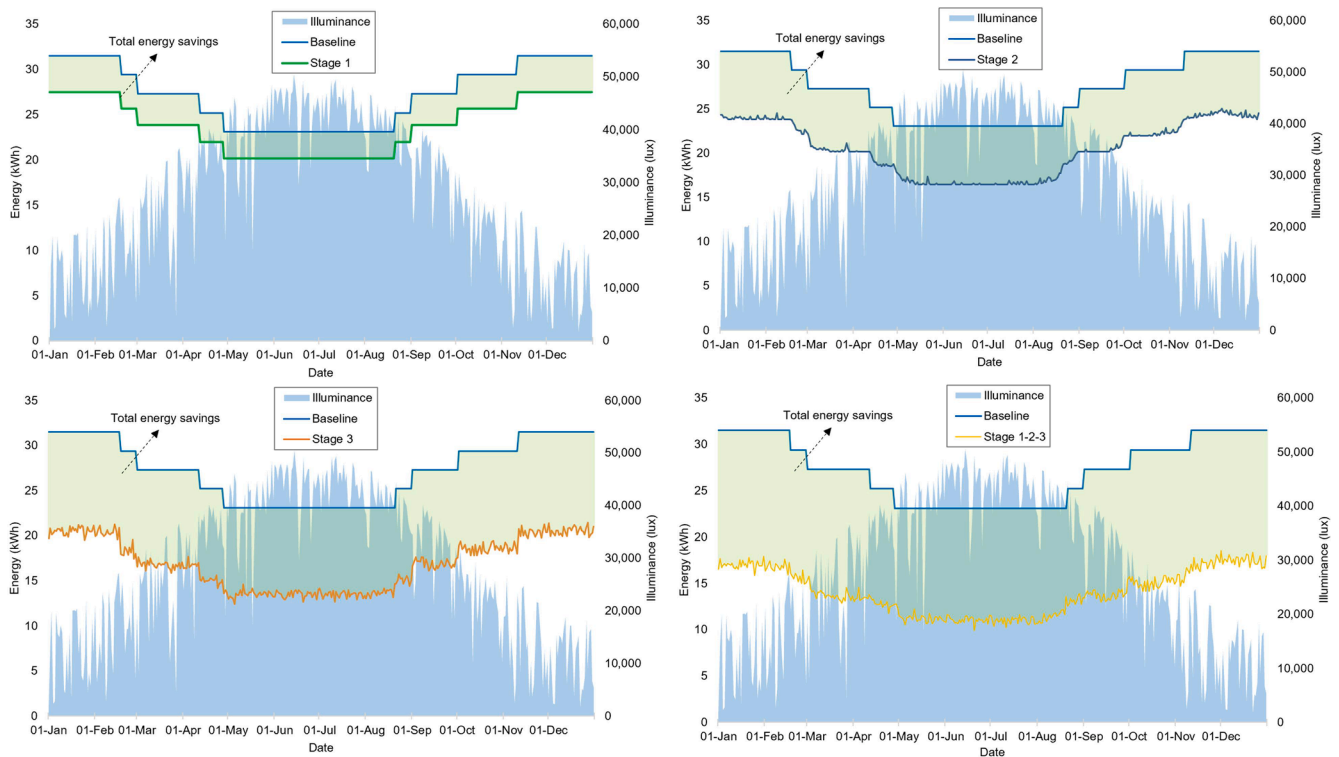 Illuminance
Baseline
Stage 1
Total energy savings
35
30
25
20
15
10
5
0
Energy (kWh)
60,000
50,000
40,000
30,000
20,000
10,000
0
Illuminance (lux)
01-Jan 01-Feb 01-Mar 01-Apr 01-May 01-Jun 01-Jul 01-Aug 01-Sep 01-Oct 01-Nov 01-Dec
Date
Illuminance
Baseline
Stage 2
Total energy savings
35
30
25
20
15
10
5
0
Energy (kWh)
60,000
50,000
40,000
30,000
20,000
10,000
0
Illuminance (lux)
01-Jan 01-Feb 01-Mar 01-Apr 01-May 01-Jun 01-Jul 01-Aug 01-Sep 01-Oct 01-Nov 01-Dec
Date
Illuminance
Baseline
Stage 3
Total energy savings
35
30
25
20
15
10
5
0
Energy (kWh)
60,000
50,000
40,000
30,000
20,000
10,000
0
Illuminance (lux)
01-Jan 01-Feb 01-Mar 01-Apr 01-May 01-Jun 01-Jul 01-Aug 01-Sep 01-Oct 01-Nov 01-Dec
Date
Illuminance
Baseline
Stage 1-2-3
Total energy savings
35
30
25
20
15
10
5
0
Energy (kWh)
60,000
50,000
40,000
30,000
20,000
10,000
0
Illuminance (lux)
01-Jan 01-Feb 01-Mar 01-Apr 01-May 01-Jun 01-Jul 01-Aug 01-Sep 01-Oct 01-Nov 01-Dec
Date